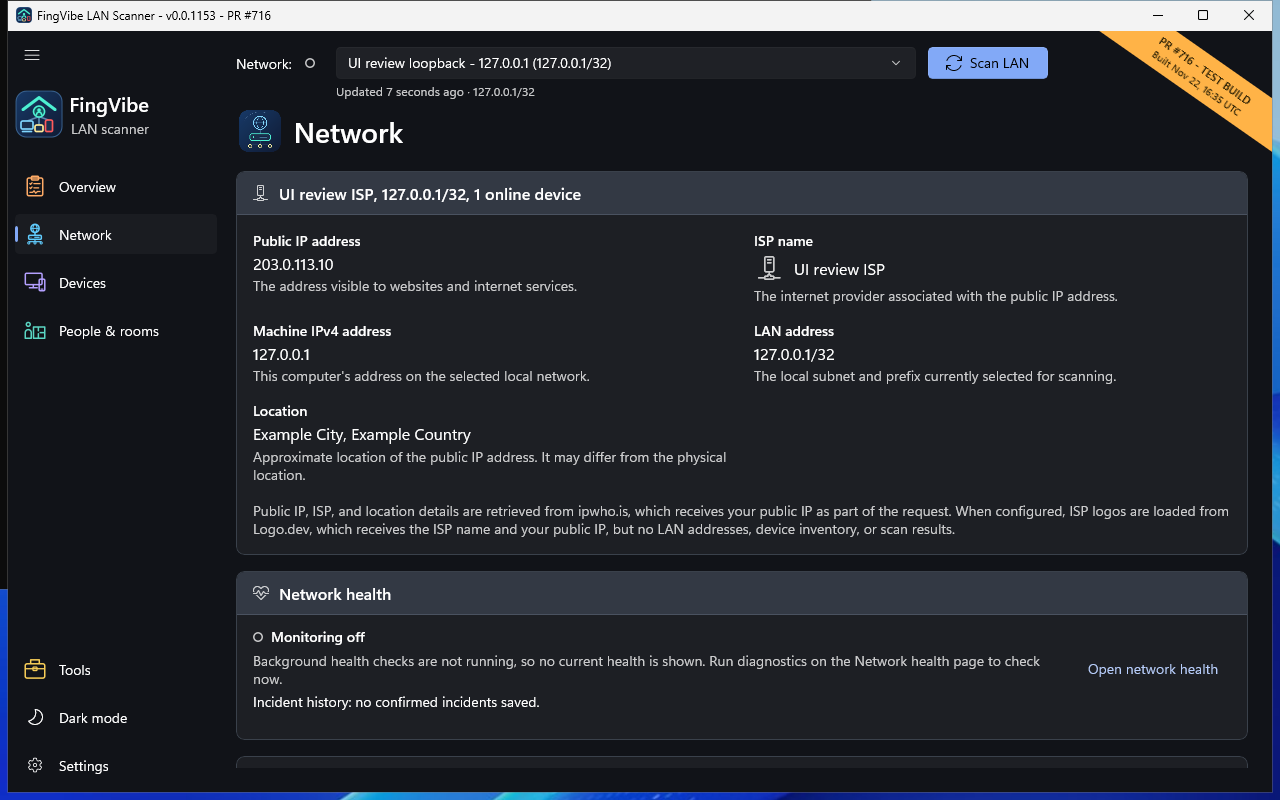 FingVibe LAN Scanner - v0.0.1153 - PR #716
PR #716 - TEST BUILD
Built Nov 22, 16:35 UTC
Network:
UI review loopback - 127.0.0.1 (127.0.0.1/32)
Scan LAN
Updated 7 seconds ago · 127.0.0.1/32
FingVibe
LAN scanner
Overview
Network
Devices
People & rooms
Tools
Dark mode
Settings
Network
UI review ISP, 127.0.0.1/32, 1 online device
Public IP address
203.0.113.10
The address visible to websites and internet services.
ISP name
UI review ISP
The internet provider associated with the public IP address.
Machine IPv4 address
127.0.0.1
This computer's address on the selected local network.
LAN address
127.0.0.1/32
The local subnet and prefix currently selected for scanning.
Location
Example City, Example Country
Approximate location of the public IP address. It may differ from the physical
location.
Public IP, ISP, and location details are retrieved from ipwho.is, which receives your public IP as part of the request. When configured, ISP logos are loaded from
Logo.dev, which receives the ISP name and your public IP, but no LAN addresses, device inventory, or scan results.
Network health
Monitoring off
Background health checks are not running, so no current health is shown. Run diagnostics on the Network health page to check
now.
Incident history: no confirmed incidents saved.
Open network health